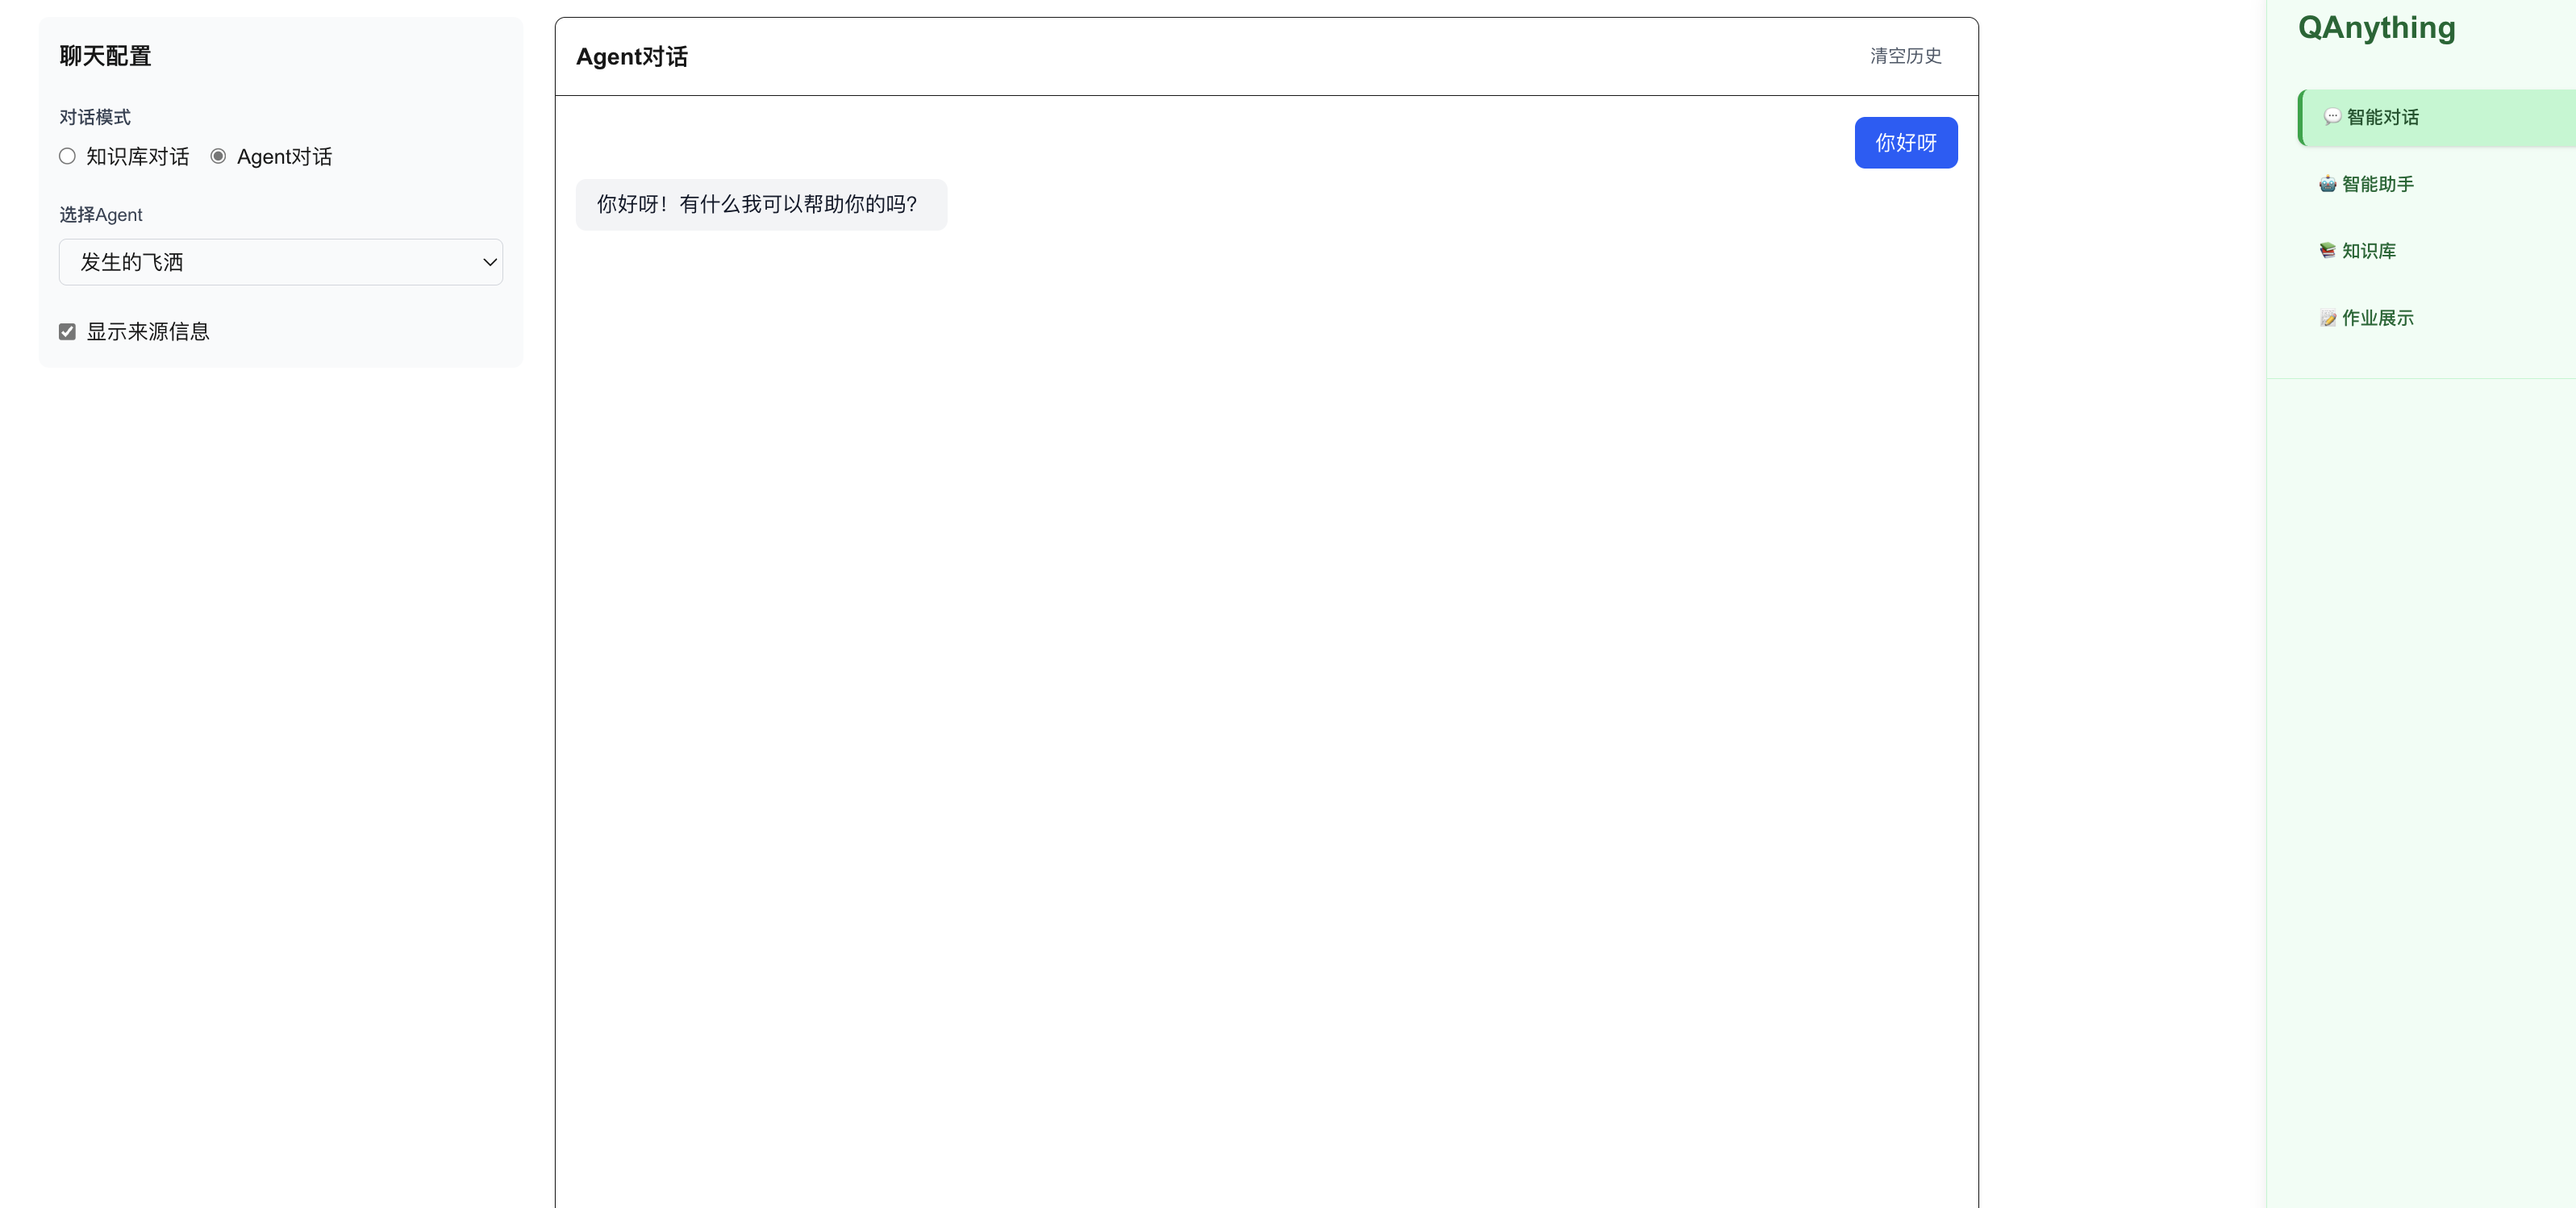 聊天配置
对话模式
知识库对话 Agent对话
选择Agent
发生的飞洒
显示来源信息
Agent对话 清空历史
你好呀
你好呀！有什么我可以帮助你的吗？
QAnything
智能对话
智能助手
知识库
作业展示